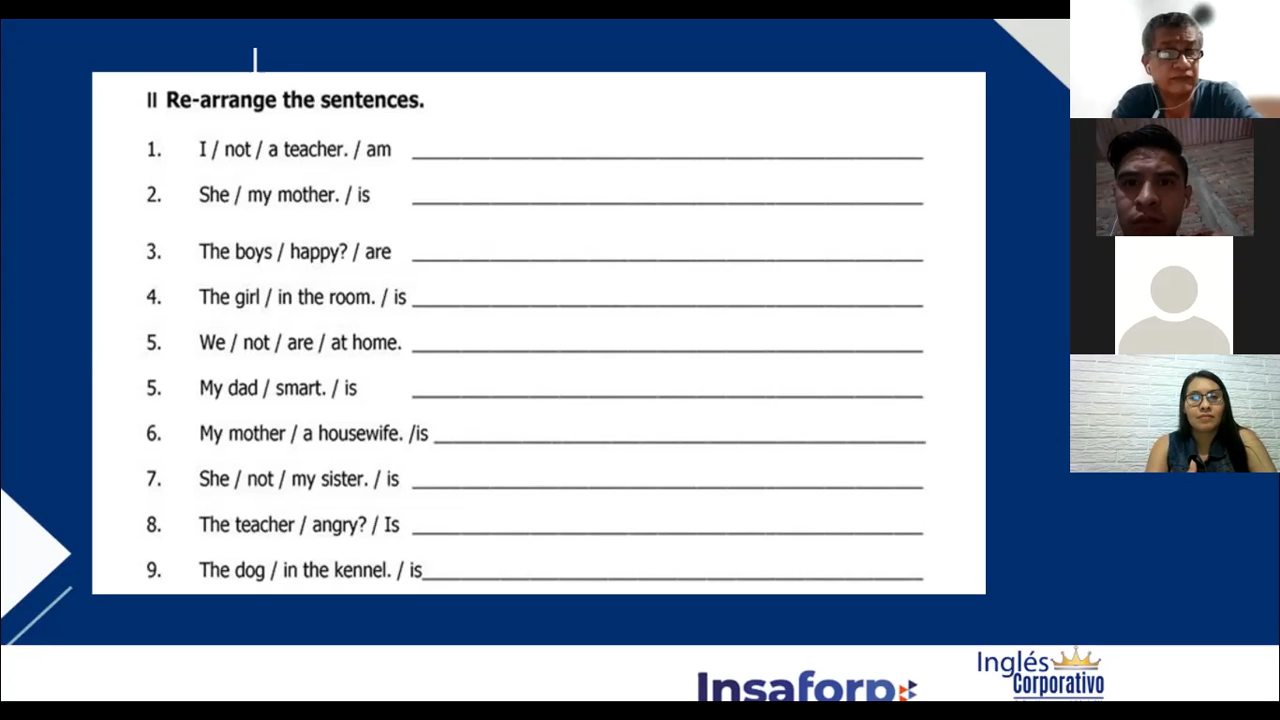 II Re-arrange the sentences.
1. I / not / a teacher. / am
2. She / my mother. / is
3. The boys / happy? / are
4. The girl / in the room. / is
5. We / not / are / at home.
5. My dad / smart. / is
6. My mother / a housewife. /is
7. She / not / my sister. / is
8. The teacher / angry? / Is
9. The dog / in the kennel. / is
Insaforp
Inglés
Corporativo